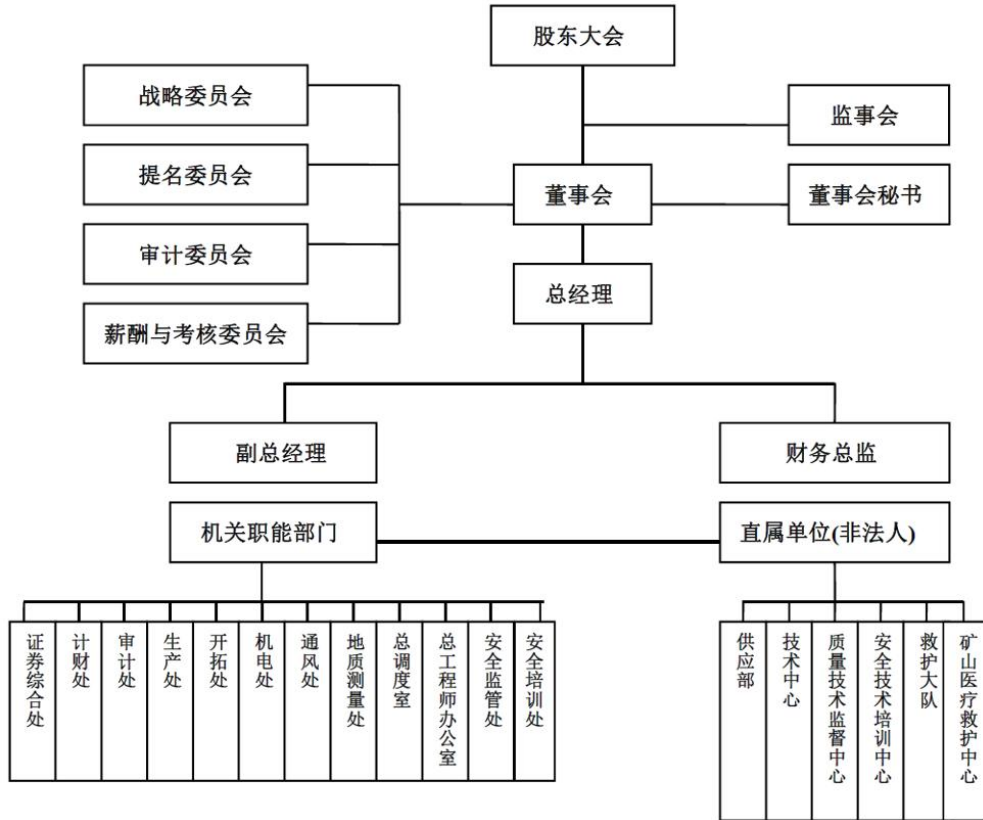 股东大会
战略委员会
监事会
提名委员会
董事会
董事会秘书
审计委员会
总经理
薪酬与考核委员会
副总经理
财务总监
机关职能部门
直属单位(非法人)
证券综合处
计财处
审计处
生产处
开拓处
机电处
通风处
地质测量处
总调度室
总工程师办公室
安全监管处
安全培训处
供应部
技术中心
质量技术监督中心
安全技术培训中心
救护大队
矿山医疗救护中心